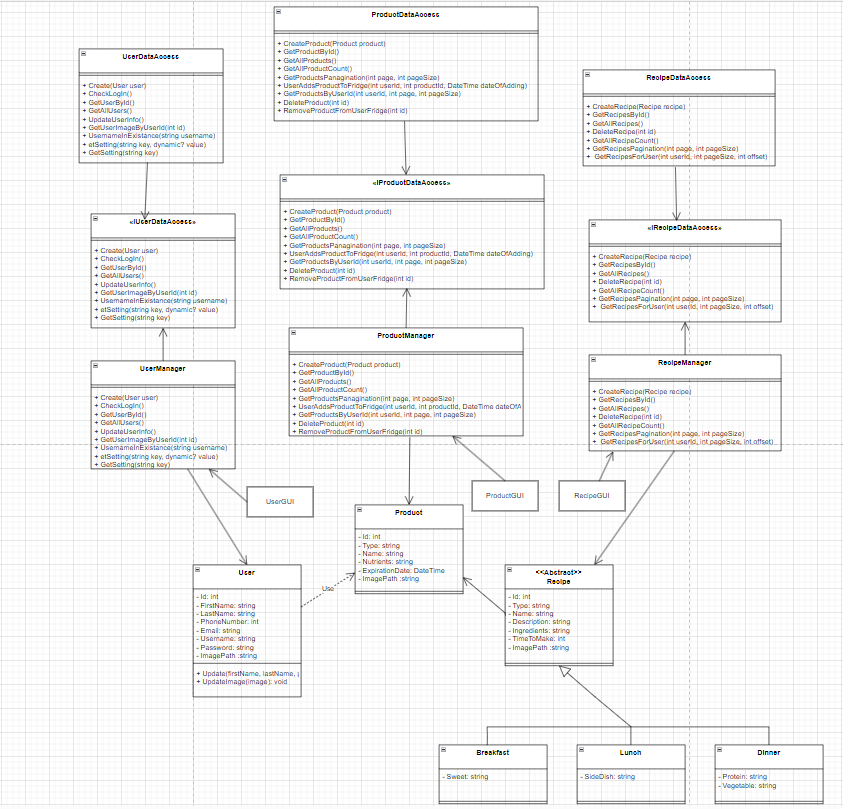 ProductDataAccess
+ CreateProduct(Product product)
+ GetProductById()
+ GetAllProducts()
+ GetAllProductCount()
+ GetProductsPanagination(int page, int pageSize)
+ UserAddsProductToFridge(int userId, int productId, DateTime dateOfAdding)
+ GetProductsByUserId(int userId, int page, int pageSize)
+ DeleteProduct(int id)
+ RemoveProductFromUserFridge(int id)
UserDataAccess
+ Create(User user)
+ CheckLogIn()
+ GetUserById()
+ GetAllUsers()
+ UpdateUserInfo()
+ GetUserImageByUserId(int id)
+ UsernameInExistance(string username)
+ etSetting(string key, dynamic? value)
+ GetSetting(string key)
RecipeDataAccess
+ CreateRecipe(Recipe recipe)
+ GetRecipesById()
+ GetAllRecipes()
+ DeleteRecipe(int id)
+ GetAllRecipeCount()
+ GetRecipesPagination(int page, int pageSize)
+ GetRecipesForUser(int userId, int pageSize, int offset)
«IProductDataAccess»
+ CreateProduct(Product product)
+ GetProductById()
+ GetAllProducts()
+ GetAllProductCount()
+ GetProductsPanagination(int page, int pageSize)
+ UserAddsProductToFridge(int userId, int productId, DateTime dateOfAdding)
+ GetProductsByUserId(int userId, int page, int pageSize)
+ DeleteProduct(int id)
+ RemoveProductFromUserFridge(int id)
«IUserDataAccess»
+ Create(User user)
+ CheckLogIn()
+ GetUserById()
+ GetAllUsers()
+ UpdateUserInfo()
+ GetUserImageByUserId(int id)
+ UsernameInExistance(string username)
+ etSetting(string key, dynamic? value)
+ GetSetting(string key)
«IRecipeDataAccess»
+ CreateRecipe(Recipe recipe)
+ GetRecipesById()
+ GetAllRecipes()
+ DeleteRecipe(int id)
+ GetAllRecipeCount()
+ GetRecipesPagination(int page, int pageSize)
+ GetRecipesForUser(int userId, int pageSize, int offset)
ProductManager
+ CreateProduct(Product product)
+ GetProductById()
+ GetAllProducts()
+ GetAllProductCount()
+ GetProductsPanagination(int page, int pageSize)
+ UserAddsProductToFridge(int userId, int productId, DateTime dateOfA
+ GetProductsByUserId(int userId, int page, int pageSize)
+ DeleteProduct(int id)
+ RemoveProductFromUserFridge(int id)
UserManager
+ Create(User user)
+ CheckLogIn()
+ GetUserById()
+ GetAllUsers()
+ UpdateUserInfo()
+ GetUserImageByUserId(int id)
+ UsernameInExistance(string username)
+ etSetting(string key, dynamic? value)
+ GetSetting(string key)
RecipeManager
+ CreateRecipe(Recipe recipe)
+ GetRecipesById()
+ GetAllRecipes()
+ DeleteRecipe(int id)
+ GetAllRecipeCount()
+ GetRecipesPagination(int page, int pageSize)
+ GetRecipesForUser(int userId, int pageSize, int offset)
UserGUI
ProductGUI
RecipeGUI
Product
- Id: int
- Type: string
- Name: string
- Nutrients: string
- ExpirationDate: DateTime
- ImagePath :string
User
- Id: int
- FirstName: string
- LastName: string
- PhoneNumber: int
- Email: string
- Username: string
- Password: string
- ImagePath :string
+ Update(firstName, lastName, p
+ UpdateImage(image): void
Use
<<Abstract>>
Recipe
- Id: int
- Type: string
- Name: string
- Description: string
- Ingredients: string
- TimeToMake: int
- ImagePath :string
Breakfast
- Sweet: string
Lunch
- SideDish: string
Dinner
- Protein: string
- Vegetable: string